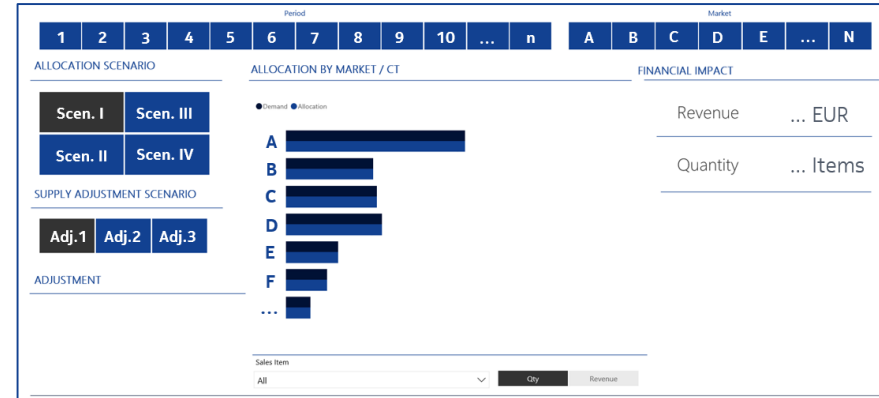 Period Market
1 2 3 4 5 6 7 8 9 10 ... n A B C D E ... N
ALLOCATION SCENARIO
Scen. I Scen. III
Scen. II Scen. IV
SUPPLY ADJUSTMENT SCENARIO
Adj.1 Adj.2 Adj.3
ADJUSTMENT
ALLOCATION BY MARKET / CT
Demand Allocation
A
B
C
D
E
F
...
Sales Item
All
Qty Revenue
FINANCIAL IMPACT
Revenue ... EUR
Quantity ... Items